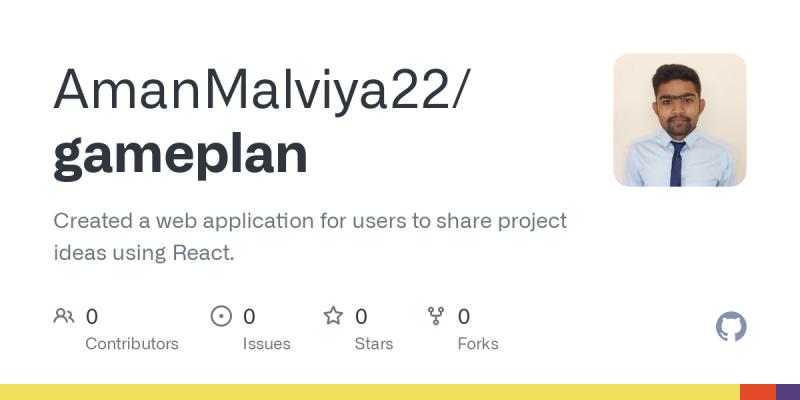 AmanMalviya22/
gameplan
Created a web application for users to share project
ideas using React.
0 0 0 0
Contributors Issues Stars Forks